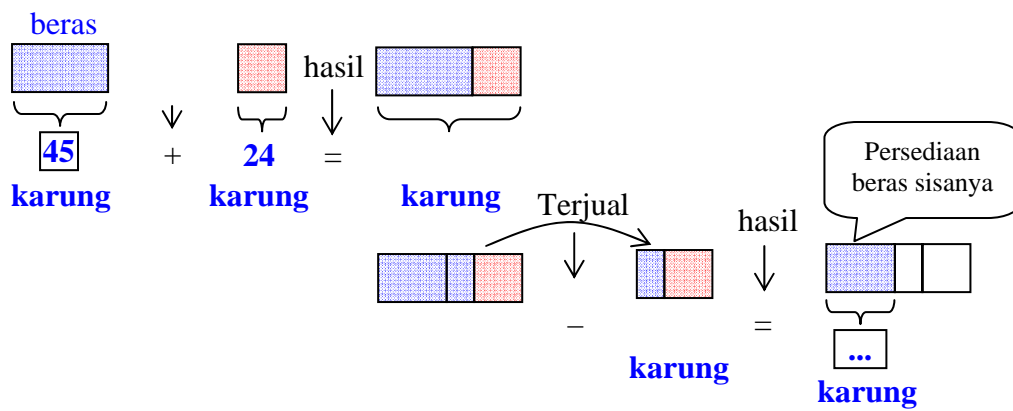 beras
hasil
45 + 24 =
karung karung karung
Persediaan
beras sisanya
Terjual
hasil
– =
...
karung
karung